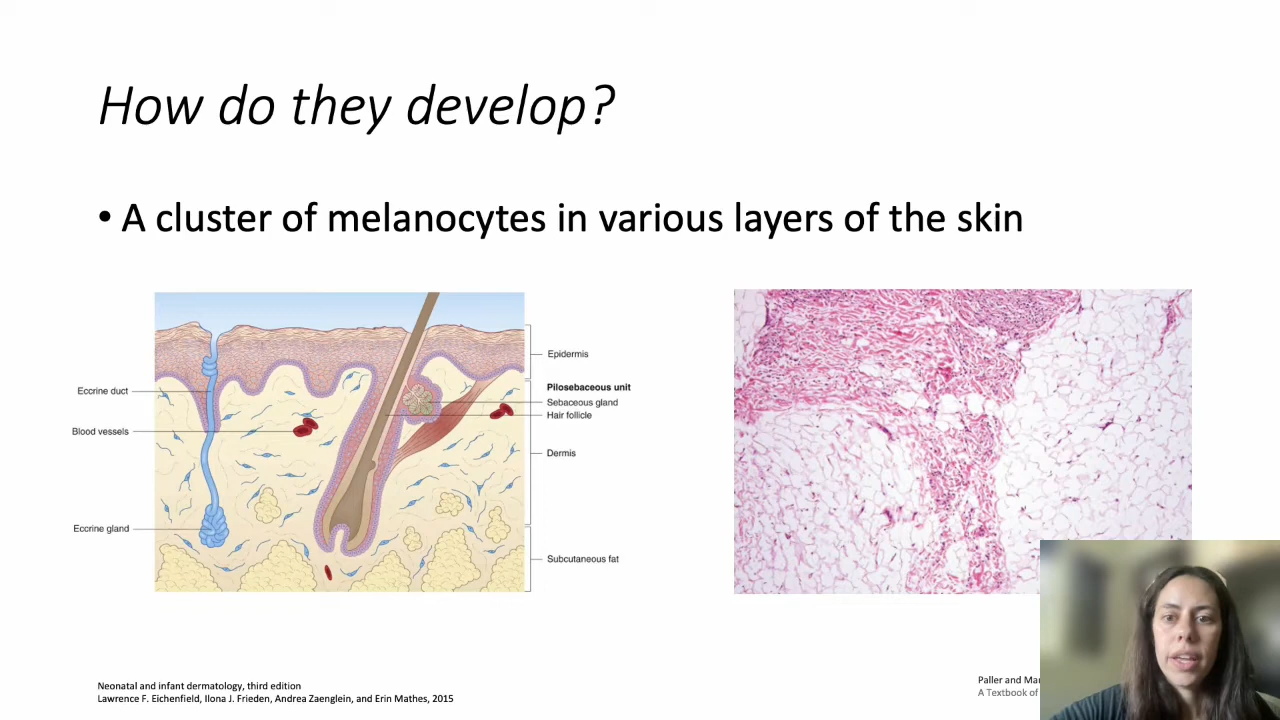 How do they develop?
• A cluster of melanocytes in various layers of the skin
Eccrine duct
Blood vessels
Eccrine gland
Epidermis
Pilosebaceous unit
Sebaceous gland
Hair follicle
Dermis
Subcutaneous fat
Neonatal and infant dermatology, third edition
Lawrence F. Eichenfield, Ilona J. Frieden, Andrea Zaenglein, and Erin Mathes, 2015
Paller and
A Textbook of